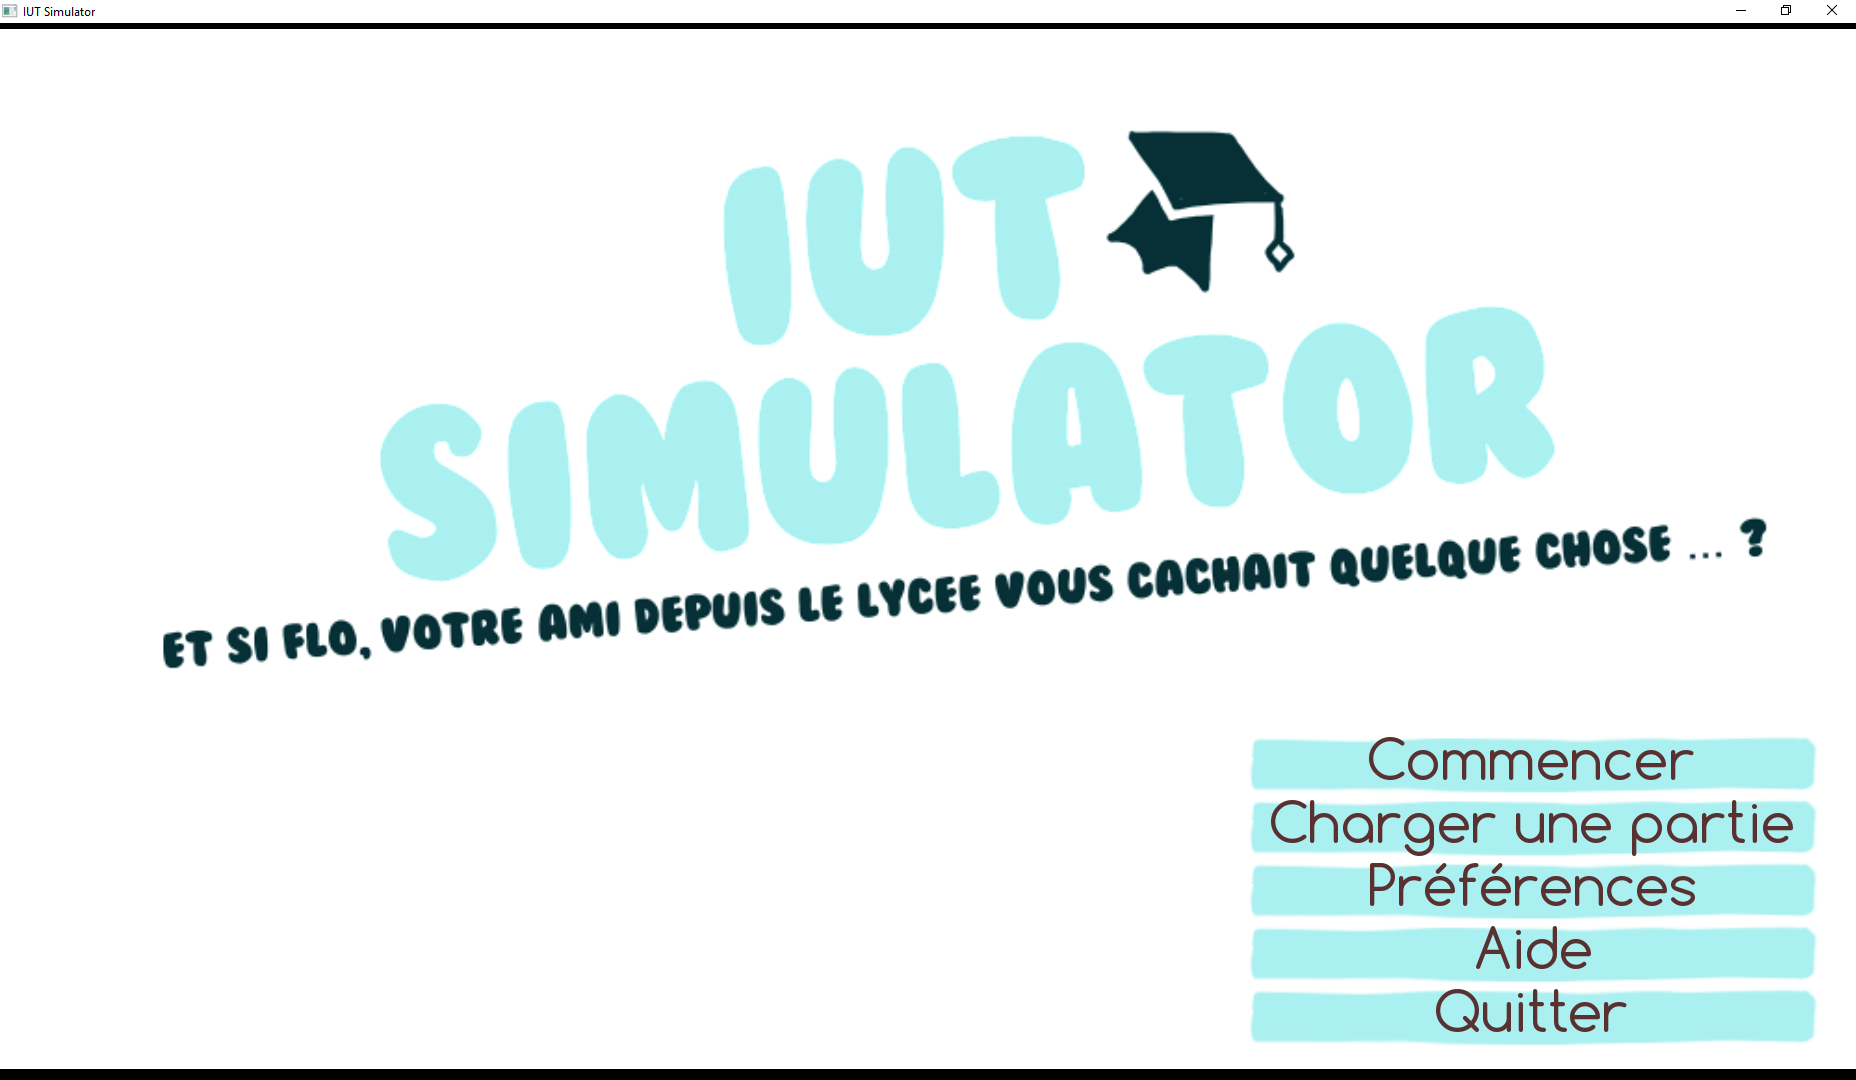 IUT Simulator
IUT
SIMULATOR
ET SI FLO, VOTRE AMI DEPUIS LE LYCEE VOUS CACHAIT QUELQUE CHOSE ... ?
Commencer
Charger une partie
Préférences
Aide
Quitter